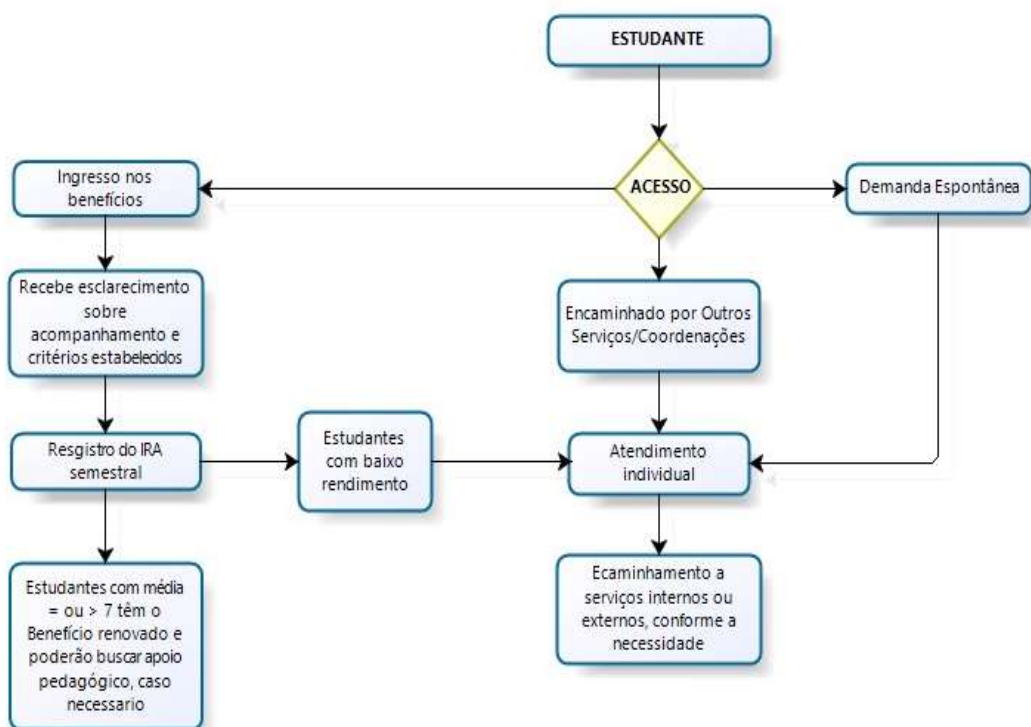 ESTUDANTE
ACESSO
Ingresso nos
benefícios
Demanda Espontânea
Recebe esclarecimento
sobre
acompanhamento e
critérios estabelecidos
Encaminhado por Outros
Serviços/Coordenações
Resgistro do IRA
semestral
Estudantes
com baixo
rendimento
Atendimento
individual
Estudantes com média
= ou > 7 têm o
Benefício renovado e
poderão buscar apoio
pedagógico, caso
necessario
Ecaminhamento a
serviços internos ou
externos, conforme a
necessidade